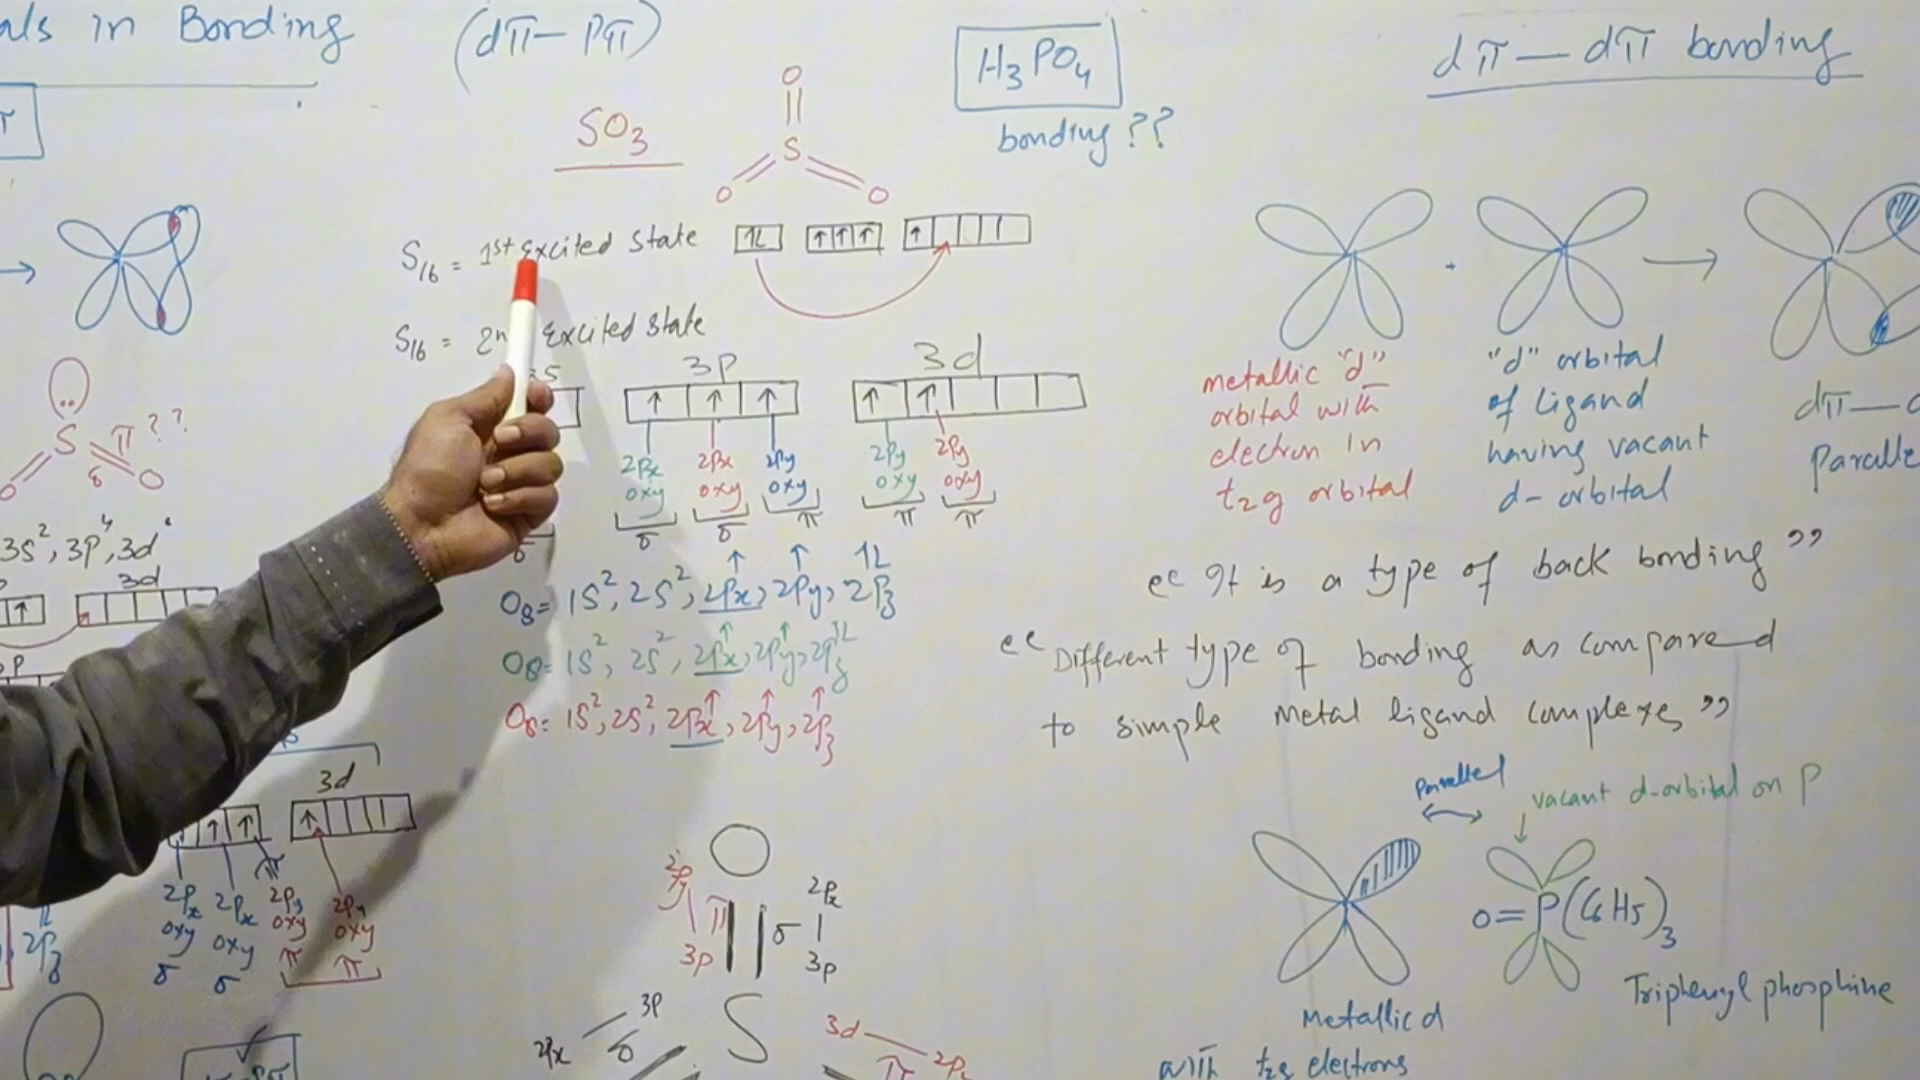 als in Bonding (dπ-pπ)
SO3
O
S
O O
S16 = 1st Excited State
S16 = 2n Excited State
3p 3d
2Px 2Px 2Py 2Py 2Py
oxy oxy oxy oxy oxy
σ σ π π π
O8= 1S², 2S², 2Px, 2Py, 2Pz
O8= 1S², 2S², 2Px, 2Py, 2Pz
O8= 1S², 2S², 2Px, 2Py, 2Pz
O
2Py π σ 2Px
3p 3p
3p S 3d
2Px σ π
H3PO4
bonding ??
dπ — dπ bonding
metallic "d"
orbital with
electron in
t2g orbital
"d" orbital
of Ligand
having vacant
d- orbital
dπ—
Paralle
"It is a type of back bonding"
"Different type of bonding as compared
to simple Metal ligand complexes"
Parallel
vacant d-orbital on P
O=P(C6H5)3
Triphenyl phosphine
Metallic d
with t2g electrons
S π ??
O σ O
3S², 3P⁴, 3d°
3d
3d
2Px 2Px 2Py 2Py
oxy oxy oxy oxy
σ σ π π
2Pz